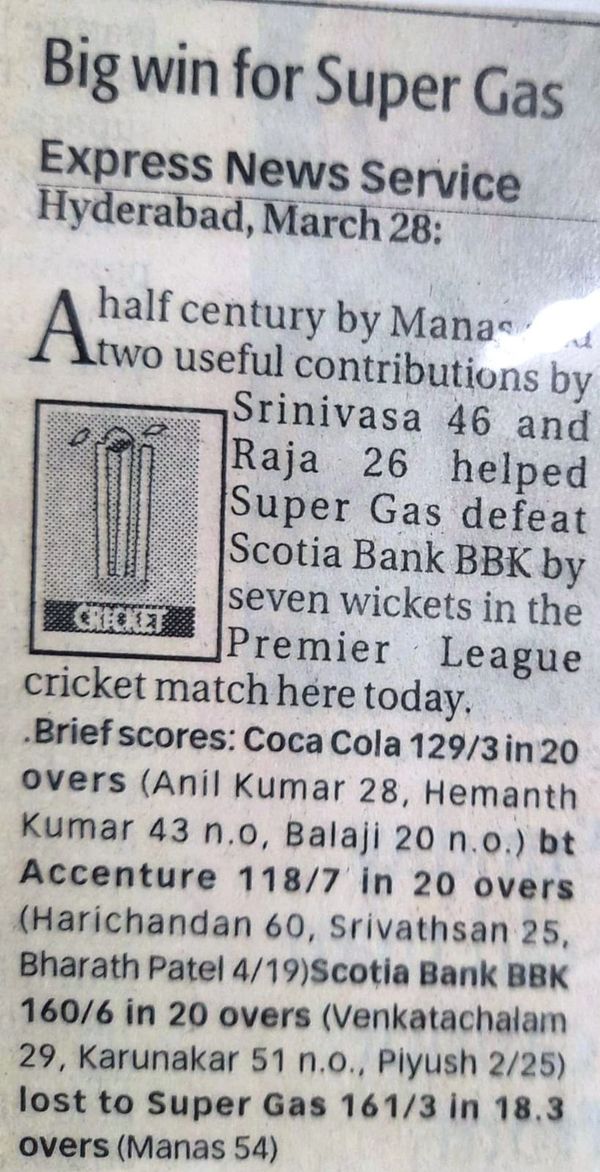 Big win for Super Gas
Express News Service
Hyderabad, March 28:
A half century by Manas
two useful contributions by
Srinivasa 46 and
Raja 26 helped
Super Gas defeat
Scotia Bank BBK by
seven wickets in the
Premier League
CRICKET
cricket match here today.
.Brief scores: Coca Cola 129/3 in 20
overs (Anil Kumar 28, Hemanth
Kumar 43 n.o, Balaji 20 n.o.) bt
Accenture 118/7 in 20 overs
(Harichandan 60, Srivathsan 25,
Bharath Patel 4/19)Scotia Bank BBK
160/6 in 20 overs (Venkatachalam
29, Karunakar 51 n.o., Piyush 2/25)
lost to Super Gas 161/3 in 18.3
overs (Manas 54)